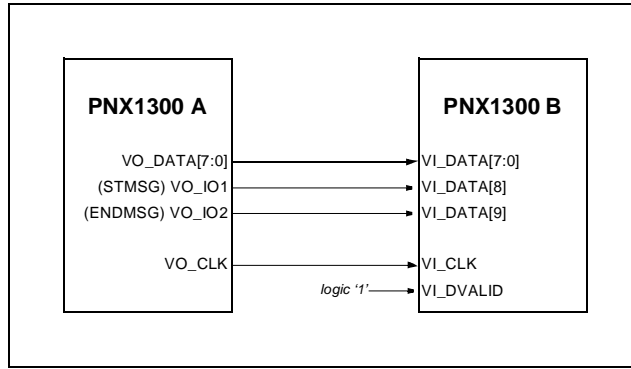 PNX1300 A PNX1300 B
VO_DATA[7:0] VI_DATA[7:0]
(STMSG) VO_IO1 VI_DATA[8]
(ENDMSG) VO_IO2 VI_DATA[9]
VO_CLK VI_CLK
logic ‘1’ VI_DVALID